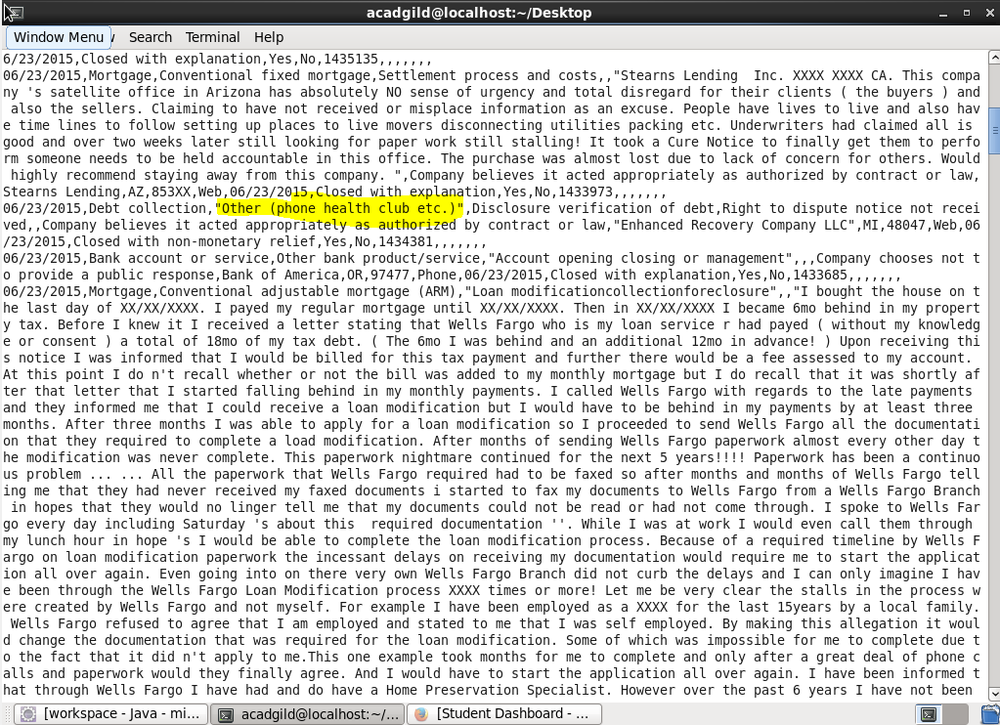 acadgild@localhost:~/Desktop
Window Menu Search Terminal Help
6/23/2015,Closed with explanation,Yes,No,1435135,,,,,,,
06/23/2015,Mortgage,Conventional fixed mortgage,Settlement process and costs,,"Stearns Lending  Inc. XXXX XXXX CA. This compa
ny 's satellite office in Arizona has absolutely NO sense of urgency and total disregard for their clients ( the buyers ) and
 also the sellers. Claiming to have not received or misplace information as an excuse. People have lives to live and also hav
e time lines to follow setting up places to live movers disconnecting utilities packing etc. Underwriters had claimed all is
good and over two weeks later still looking for paper work still stalling! It took a Cure Notice to finally get them to perfo
rm someone needs to be held accountable in this office. The purchase was almost lost due to lack of concern for others. Would
 highly recommend staying away from this company. ",Company believes it acted appropriately as authorized by contract or law,
Stearns Lending,AZ,853XX,Web,06/23/2015,Closed with explanation,Yes,No,1433973,,,,,,,
06/23/2015,Debt collection,"Other (phone health club etc.)",Disclosure verification of debt,Right to dispute notice not recei
ved,,Company believes it acted appropriately as authorized by contract or law,"Enhanced Recovery Company LLC",MI,48047,Web,06
/23/2015,Closed with non-monetary relief,Yes,No,1434381,,,,,,,
06/23/2015,Bank account or service,Other bank product/service,"Account opening closing or management",,,Company chooses not t
o provide a public response,Bank of America,OR,97477,Phone,06/23/2015,Closed with explanation,Yes,No,1433685,,,,,,,
06/23/2015,Mortgage,Conventional adjustable mortgage (ARM),"Loan modificationcollectionforeclosure",,"I bought the house on t
he last day of XX/XX/XXXX. I payed my regular mortgage until XX/XX/XXXX. Then in XX/XX/XXXX I became 6mo behind in my propert
y tax. Before I knew it I received a letter stating that Wells Fargo who is my loan service r had payed ( without my knowledg
e or consent ) a total of 18mo of my tax debt. ( The 6mo I was behind and an additional 12mo in advance! ) Upon receiving thi
s notice I was informed that I would be billed for this tax payment and further there would be a fee assessed to my account.
At this point I do n't recall whether or not the bill was added to my monthly mortgage but I do recall that it was shortly af
ter that letter that I started falling behind in my monthly payments. I called Wells Fargo with regards to the late payments
and they informed me that I could receive a loan modification but I would have to be behind in my payments by at least three
months. After three months I was able to apply for a loan modification so I proceeded to send Wells Fargo all the documentati
on that they required to complete a load modification. After months of sending Wells Fargo paperwork almost every other day t
he modification was never complete. This paperwork nightmare continued for the next 5 years!!!! Paperwork has been a continuo
us problem ... ... All the paperwork that Wells Fargo required had to be faxed so after months and months of Wells Fargo tell
ing me that they had never received my faxed documents i started to fax my documents to Wells Fargo from a Wells Fargo Branch
 in hopes that they would no longer tell me that my documents could not be read or had not come through. I spoke to Wells Far
go every day including Saturday 's about this  required documentation ''. While I was at work I would even call them through
my lunch hour in hope 's I would be able to complete the loan modification process. Because of a required timeline by Wells F
argo on loan modification paperwork the incessant delays on receiving my documentation would require me to start the applicat
ion all over again. Even going into on there very own Wells Fargo Branch did not curb the delays and I can only imagine I hav
e been through the Wells Fargo Loan Modification process XXXX times or more! Let me be very clear the stalls in the process w
ere created by Wells Fargo and not myself. For example I have been employed as a XXXX for the last 15years by a local family.
 Wells Fargo refused to agree that I am employed and stated to me that I was self employed. By making this allegation it woul
d change the documentation that was required for the loan modification. Some of which was impossible for me to complete due t
o the fact that it did n't apply to me.This one example took months for me to complete and only after a great deal of phone c
alls and paperwork would they finally agree. And I would have to start the application all over again. I have been informed t
hat through Wells Fargo I have had and do have a Home Preservation Specialist. However over the past 6 years I have not been
[workspace - Java - mi... acadgild@localhost:~/... [Student Dashboard - ...